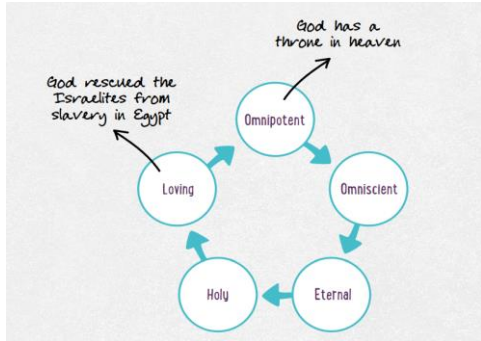 God has a
throne in heaven
God rescued the
Israelites from
slavery in Egypt
Omnipotent
Loving
Omniscient
Holy
Eternal